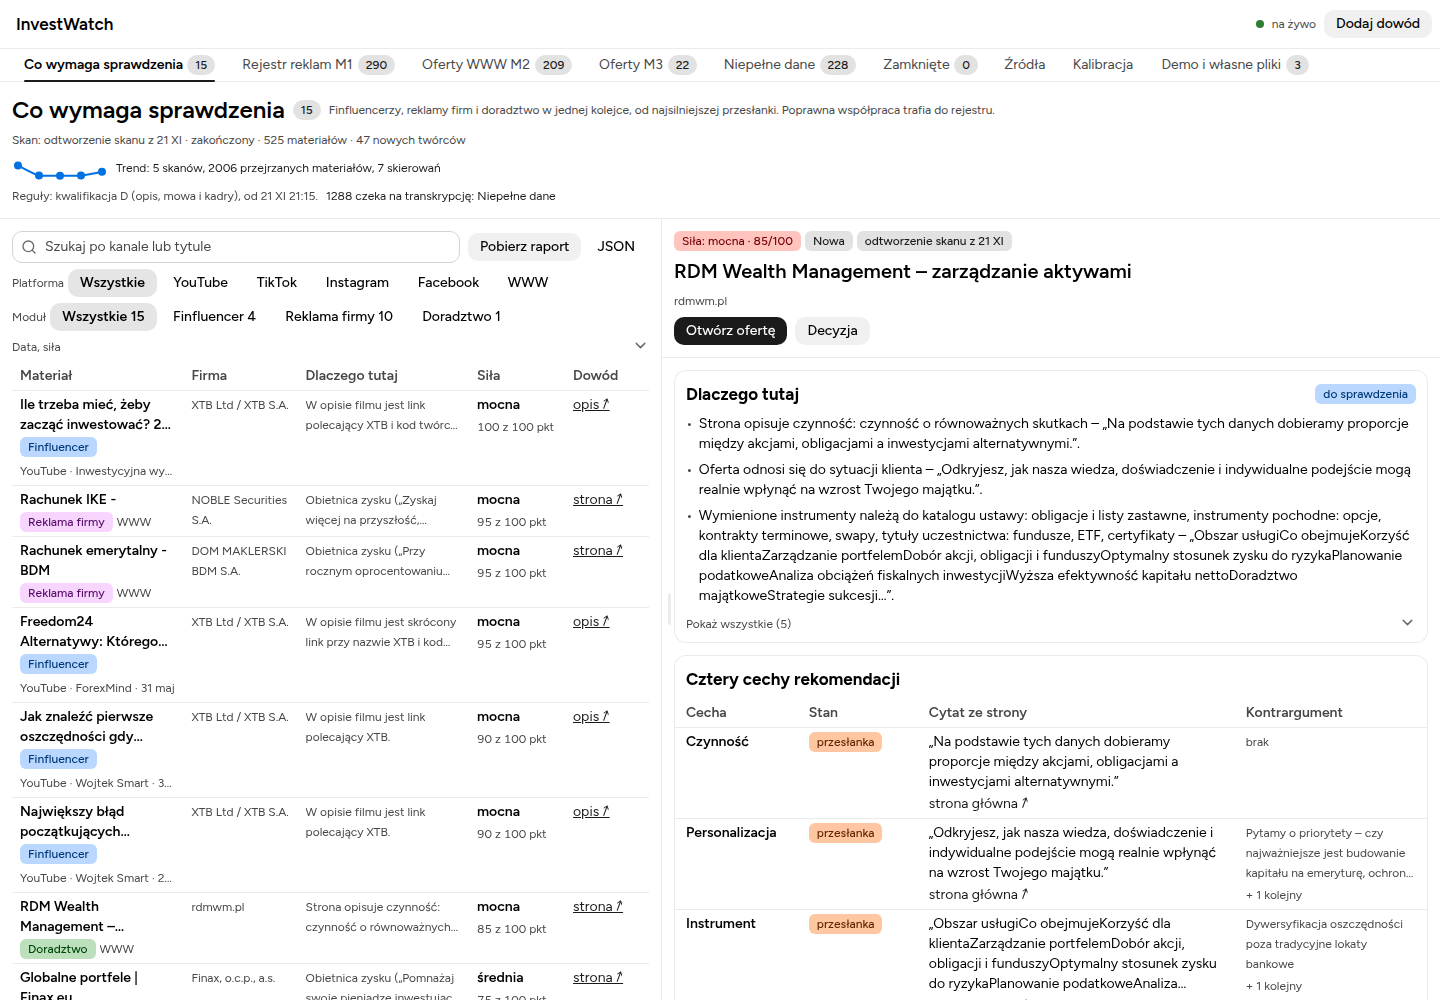 InvestWatch
na żywo
Dodaj dowód
Co wymaga sprawdzenia 15
Rejestr reklam M1 290
Oferty WWW M2 209
Oferty M3 22
Niepełne dane 228
Zamknięte 0
Źródła
Kalibracja
Demo i własne pliki 3
Co wymaga sprawdzenia 15 Finfluencerzy, reklamy firm i doradztwo w jednej kolejce, od najsilniejszej przesłanki. Poprawna współpraca trafia do rejestru.
Skan: odtworzenie skanu z 21 XI · zakończony · 525 materiałów · 47 nowych twórców
Trend: 5 skanów, 2006 przejrzanych materiałów, 7 skierowań
Reguły: kwalifikacja D (opis, mowa i kadry), od 21 XI 21:15. 1288 czeka na transkrypcję: Niepełne dane
Szukaj po kanale lub tytule
Pobierz raport
JSON
Platforma Wszystkie YouTube TikTok Instagram Facebook WWW
Moduł Wszystkie 15 Finfluencer 4 Reklama firmy 10 Doradztwo 1
Data, siła
Materiał Firma Dlaczego tutaj Siła Dowód
Ile trzeba mieć, żeby
zacząć inwestować? 2...
Finfluencer
YouTube · Inwestycyjna wy...
XTB Ltd / XTB S.A.
W opisie filmu jest link
polecający XTB i kod twórc...
mocna
100 z 100 pkt
opis ↗
Rachunek IKE -
Reklama firmy WWW
NOBLE Securities
S.A.
Obietnica zysku („Zyskaj
więcej na przyszłość,...
mocna
95 z 100 pkt
strona ↗
Rachunek emerytalny -
BDM
Reklama firmy WWW
DOM MAKLERSKI
BDM S.A.
Obietnica zysku („Przy
rocznym oprocentowaniu...
mocna
95 z 100 pkt
strona ↗
Freedom24
Alternatywy: Którego...
Finfluencer
YouTube · ForexMind · 31 maj
XTB Ltd / XTB S.A.
W opisie filmu jest skrócony
link przy nazwie XTB i kod...
mocna
95 z 100 pkt
opis ↗
Jak znaleźć pierwsze
oszczędności gdy...
Finfluencer
YouTube · Wojtek Smart · 3...
XTB Ltd / XTB S.A.
W opisie filmu jest link
polecający XTB.
mocna
90 z 100 pkt
opis ↗
Największy błąd
początkujących...
Finfluencer
YouTube · Wojtek Smart · 2...
XTB Ltd / XTB S.A.
W opisie filmu jest link
polecający XTB.
mocna
90 z 100 pkt
opis ↗
RDM Wealth
Management –...
Doradztwo WWW
rdmwm.pl
Strona opisuje czynność:
czynność o równoważnych...
mocna
85 z 100 pkt
strona ↗
Globalne portfele |
Finax.eu
Finax, o.c.p., a.s.
Obietnica zysku („Pomnażaj
swoje pieniądze inwestując
średnia
75 z 100 pkt
strona ↗
Siła: mocna · 85/100 Nowa odtworzenie skanu z 21 XI
RDM Wealth Management – zarządzanie aktywami
rdmwm.pl
Otwórz ofertę Decyzja
Dlaczego tutaj
do sprawdzenia
• Strona opisuje czynność: czynność o równoważnych skutkach – „Na podstawie tych danych dobieramy proporcje
między akcjami, obligacjami a inwestycjami alternatywnymi.”.
• Oferta odnosi się do sytuacji klienta – „Odkryjesz, jak nasza wiedza, doświadczenie i indywidualne podejście mogą
realnie wpłynąć na wzrost Twojego majątku.”.
• Wymienione instrumenty należą do katalogu ustawy: obligacje i listy zastawne, instrumenty pochodne: opcje,
kontrakty terminowe, swapy, tytuły uczestnictwa: fundusze, ETF, certyfikaty – „Obszar usługiCo obejmujeKorzyść
dla klientaZarządzanie portfelemDobór akcji, obligacji i funduszyOptymalny stosunek zysku do ryzykaPlanowanie
podatkoweAnaliza obciążeń fiskalnych inwestycjiWyższa efektywność kapitału nettoDoradztwo
majątkoweStrategie sukcesji...”.
Pokaż wszystkie (5)
Cztery cechy rekomendacji
Cecha Stan Cytat ze strony Kontrargument
Czynność
przesłanka
„Na podstawie tych danych dobieramy
proporcje między akcjami, obligacjami a
inwestycjami alternatywnymi.”
strona główna ↗
brak
Personalizacja
przesłanka
„Odkryjesz, jak nasza wiedza, doświadczenie i
indywidualne podejście mogą realnie wpłynąć
na wzrost Twojego majątku.”
strona główna ↗
Pytamy o priorytety – czy
najważniejsze jest budowanie
kapitału na emeryturę, ochron...
+ 1 kolejny
Instrument
przesłanka
„Obszar usługiCo obejmujeKorzyść dla
klientaZarządzanie portfelemDobór akcji,
obligacji i funduszyOptymalny stosunek zysku
do ryzykaPlanowanie podatkoweAnaliza...
Dywersyfikacja oszczędności
poza tradycyjne lokaty
bankowe
+ 1 kolejny